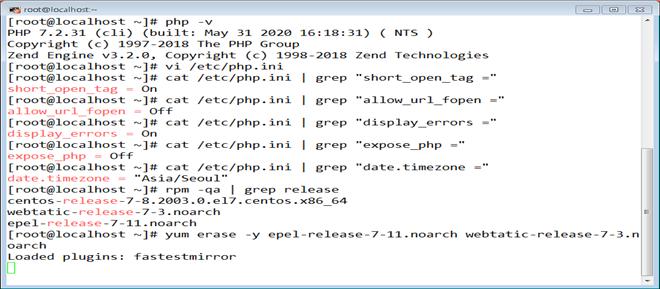 root@localhost:~
[root@localhost ~]# php -v
PHP 7.2.31 (cli) (built: May 31 2020 16:18:31) ( NTS )
Copyright (c) 1997-2018 The PHP Group
Zend Engine v3.2.0, Copyright (c) 1998-2018 Zend Technologies
[root@localhost ~]# vi /etc/php.ini
[root@localhost ~]# cat /etc/php.ini | grep "short_open_tag ="
short_open_tag = On
[root@localhost ~]# cat /etc/php.ini | grep "allow_url_fopen ="
allow_url_fopen = Off
[root@localhost ~]# cat /etc/php.ini | grep "display_errors ="
display_errors = On
[root@localhost ~]# cat /etc/php.ini | grep "expose_php ="
expose_php = Off
[root@localhost ~]# cat /etc/php.ini | grep "date.timezone ="
date.timezone = "Asia/Seoul"
[root@localhost ~]# rpm -qa | grep release
centos-release-7-8.2003.0.el7.centos.x86_64
webtatic-release-7-3.noarch
epel-release-7-11.noarch
[root@localhost ~]# yum erase -y epel-release-7-11.noarch webtatic-release-7-3.n
oarch
Loaded plugins: fastestmirror